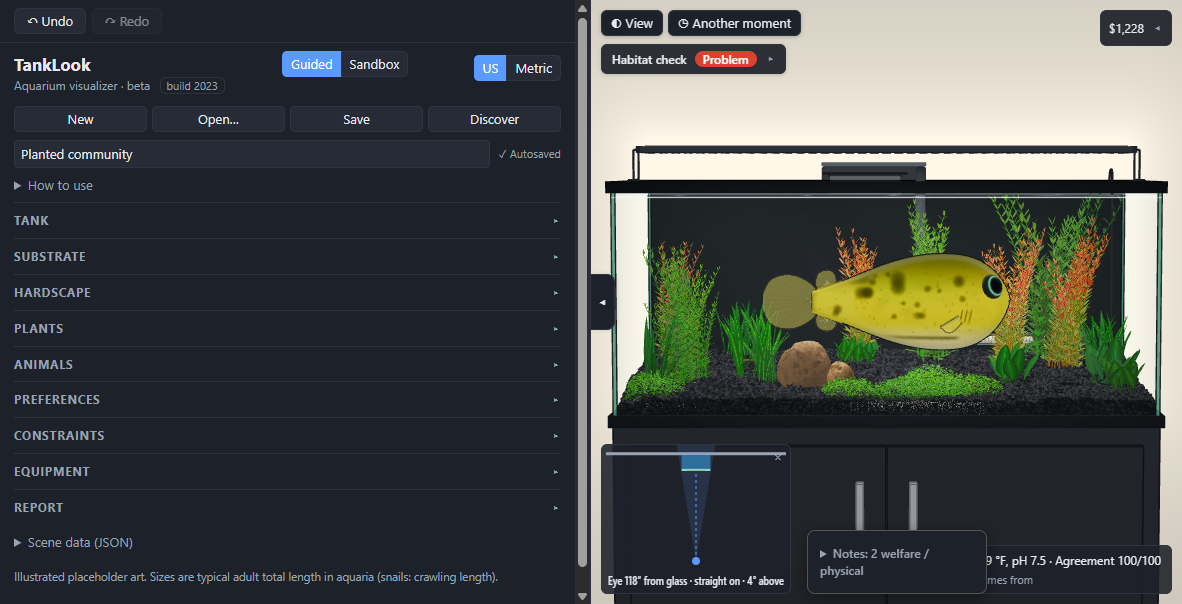 Undo
Redo
TankLook
Aquarium visualizer · beta
build 2023
Guided
Sandbox
US
Metric
New
Open...
Save
Discover
Planted community
✓ Autosaved
How to use
TANK
SUBSTRATE
HARDSCAPE
PLANTS
ANIMALS
PREFERENCES
CONSTRAINTS
EQUIPMENT
REPORT
Scene data (JSON)
Illustrated placeholder art. Sizes are typical adult total length in aquaria (snails: crawling length).
View
Another moment
$1,228
Habitat check
Problem
Eye 118" from glass · straight on · 4° above
Notes: 2 welfare /
physical
9 °F, pH 7.5 · Agreement 100/100
mes from